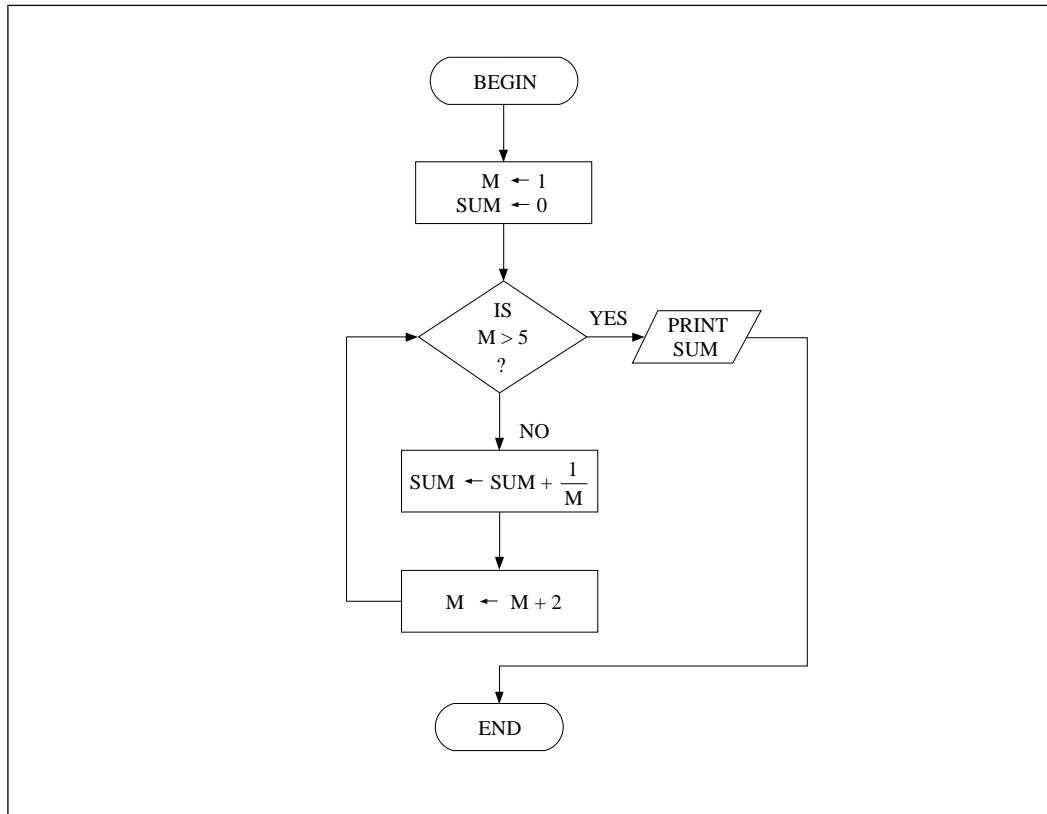 BEGIN
M ← 1
SUM ← 0
IS
M > 5
?
YES
PRINT
SUM
NO
SUM ← SUM + 1/M
M ← M + 2
END